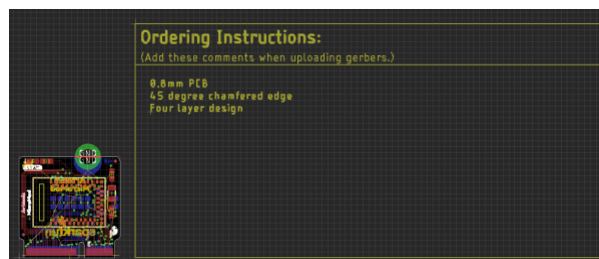 Ordering Instructions:
(Add these comments when uploading gerbers.)
0.8mm PCB
45 degree chamfered edge
Four layer design